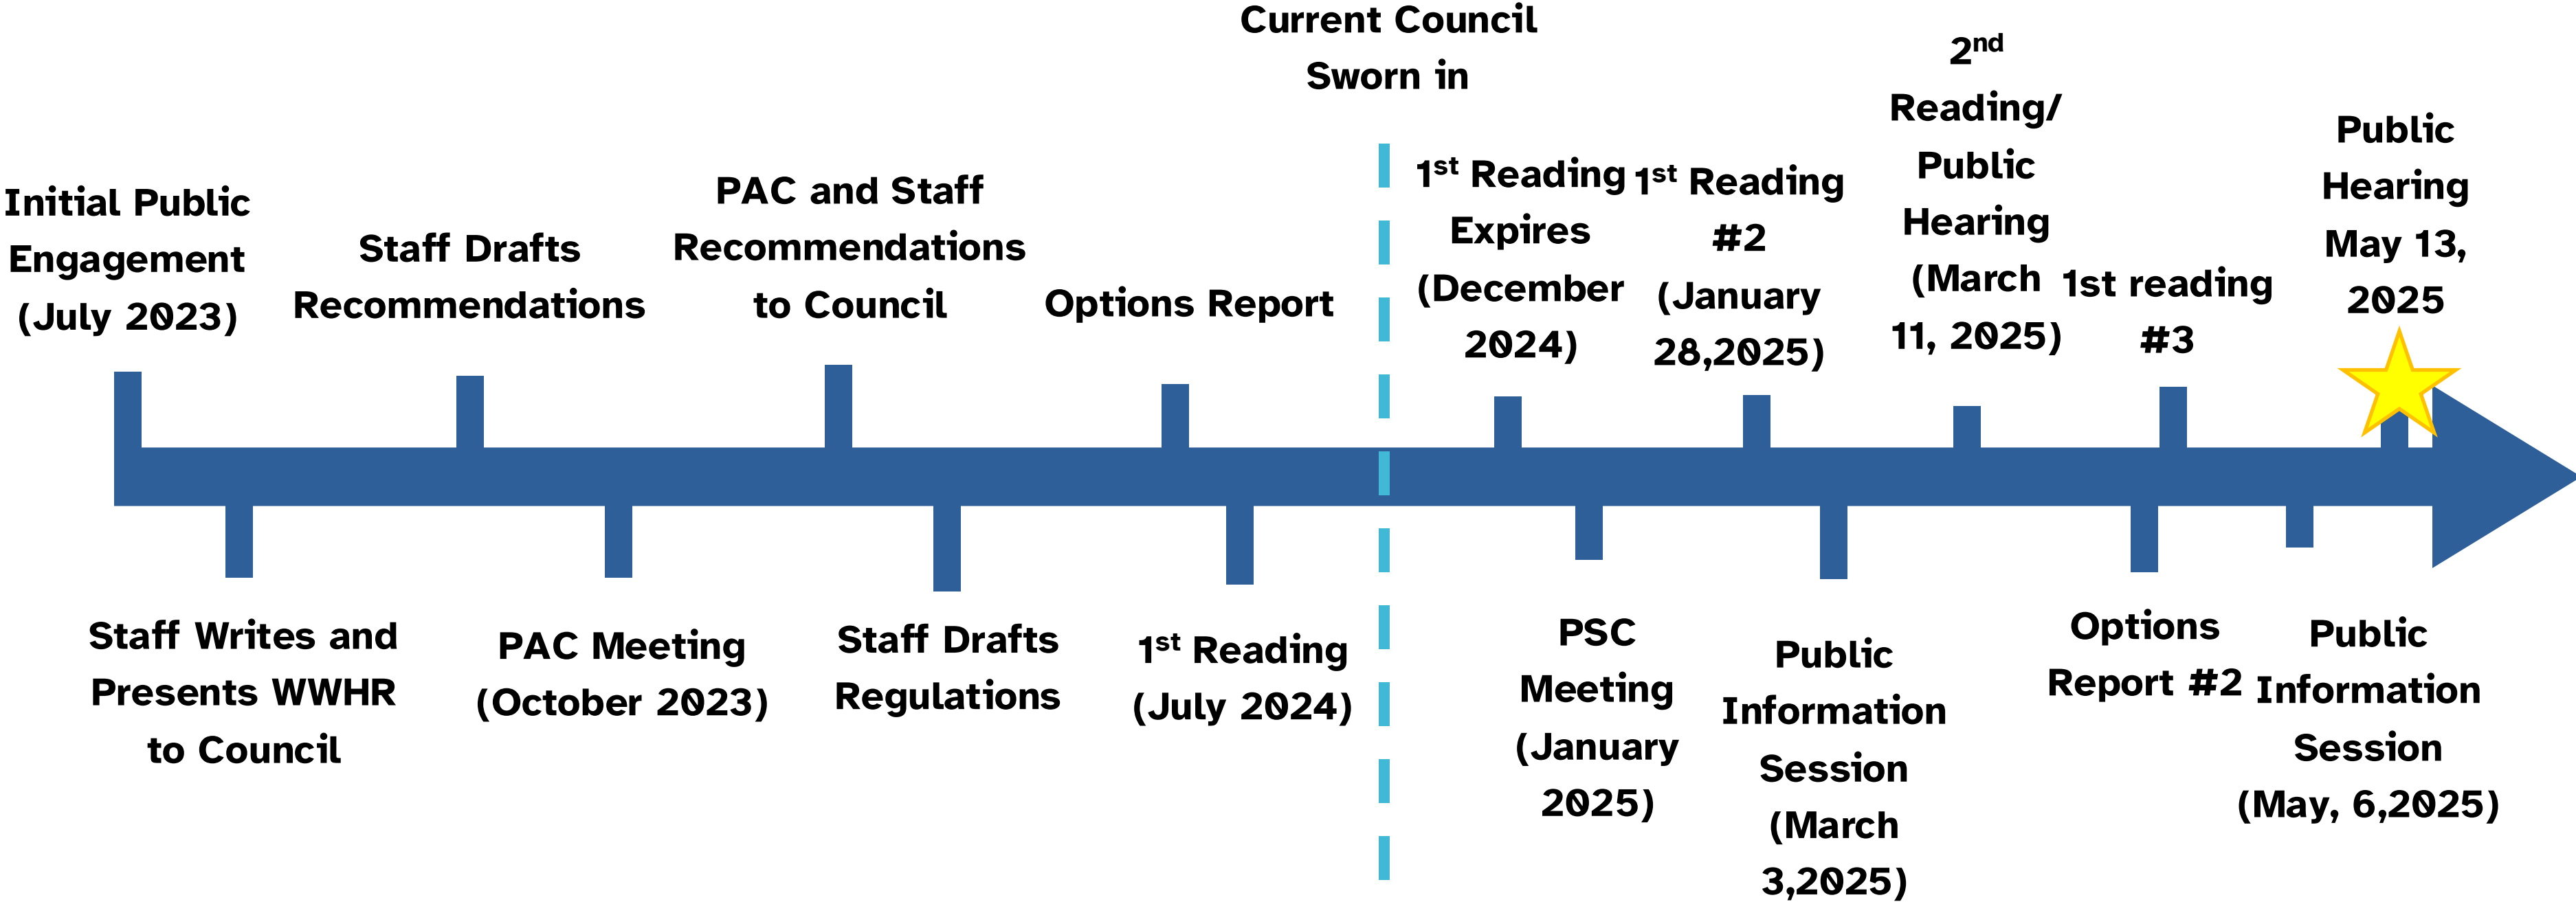 Current Council
Sworn in
Initial Public
Engagement
(July 2023)
Staff Drafts
Recommendations
PAC and Staff
Recommendations
to Council
Options Report
1st Reading
Expires
(December
2024)
1st Reading
#2
(January
28,2025)
2nd
Reading/
Public
Hearing
(March
11, 2025)
1st reading
#3
Public
Hearing
May 13,
2025
Staff Writes and
Presents WWHR
to Council
PAC Meeting
(October 2023)
Staff Drafts
Regulations
1st Reading
(July 2024)
PSC
Meeting
(January
2025)
Public
Information
Session
(March
3,2025)
Options
Report #2
Public
Information
Session
(May, 6,2025)